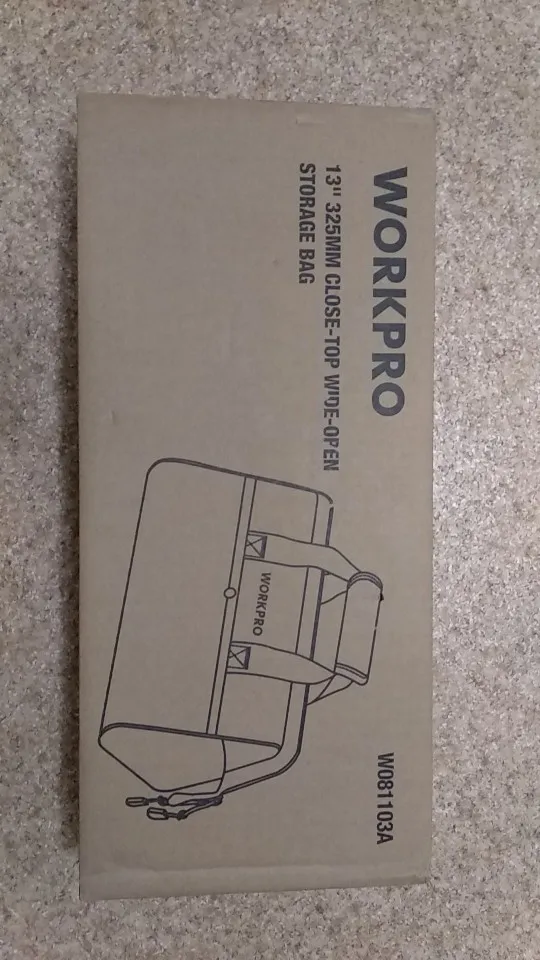 WORKPRO
13" 325MM CLOSE-TOP WIDE-OPEN
STORAGE BAG
WORKPRO
W081103A